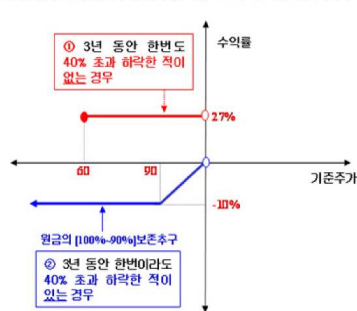 수익률
① 3년 동안 한번도
40% 초과 하락한 적이
없는 경우
27%
60
90
기준주가
-10%
원금의 [100%~90%]보존추구
② 3년 동안 한번이라도
40% 초과 하락한 적이
있는 경우